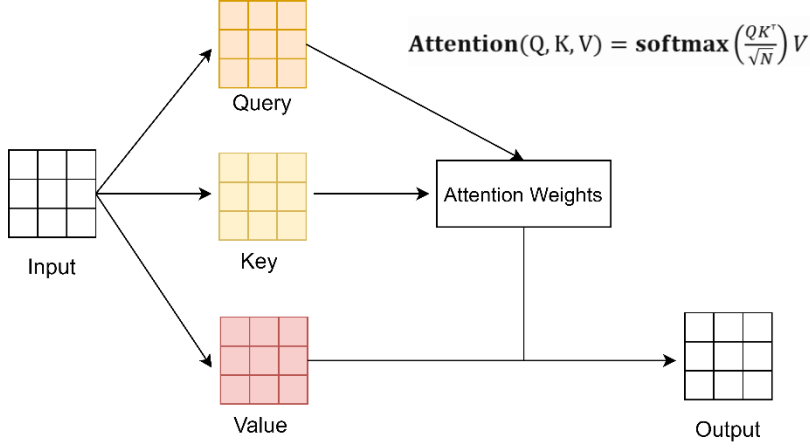 Attention(Q, K, V) = softmax(QKᵀ/√N)V
Query
Attention Weights
Input
Key
Value
Output